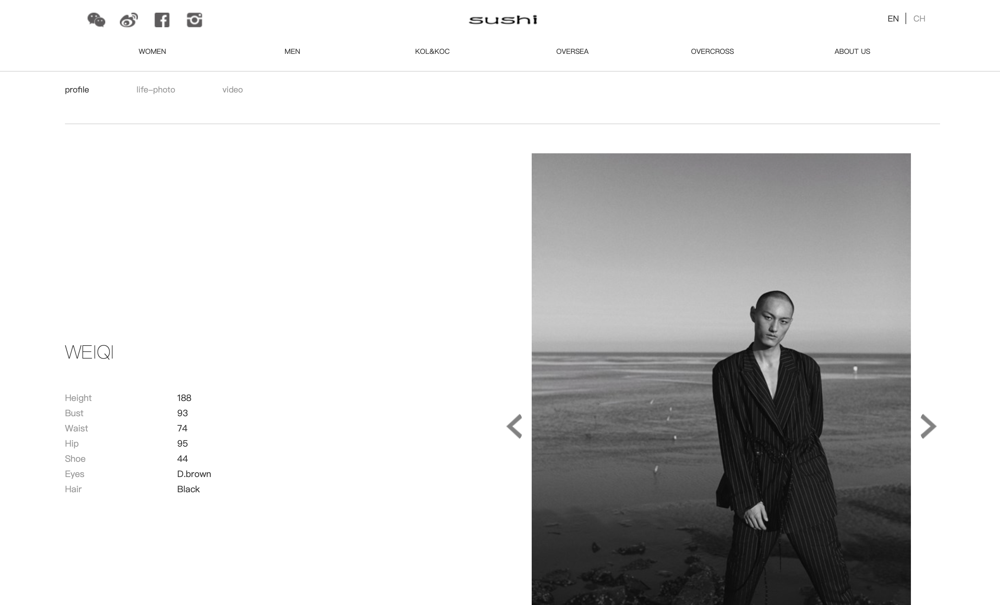 sushi
EN | CH
WOMEN MEN KOL&KOC OVERSEA OVERCROSS ABOUT US
profile life-photo video
WEIQI
Height 188
Bust 93
Waist 74
Hip 95
Shoe 44
Eyes D.brown
Hair Black